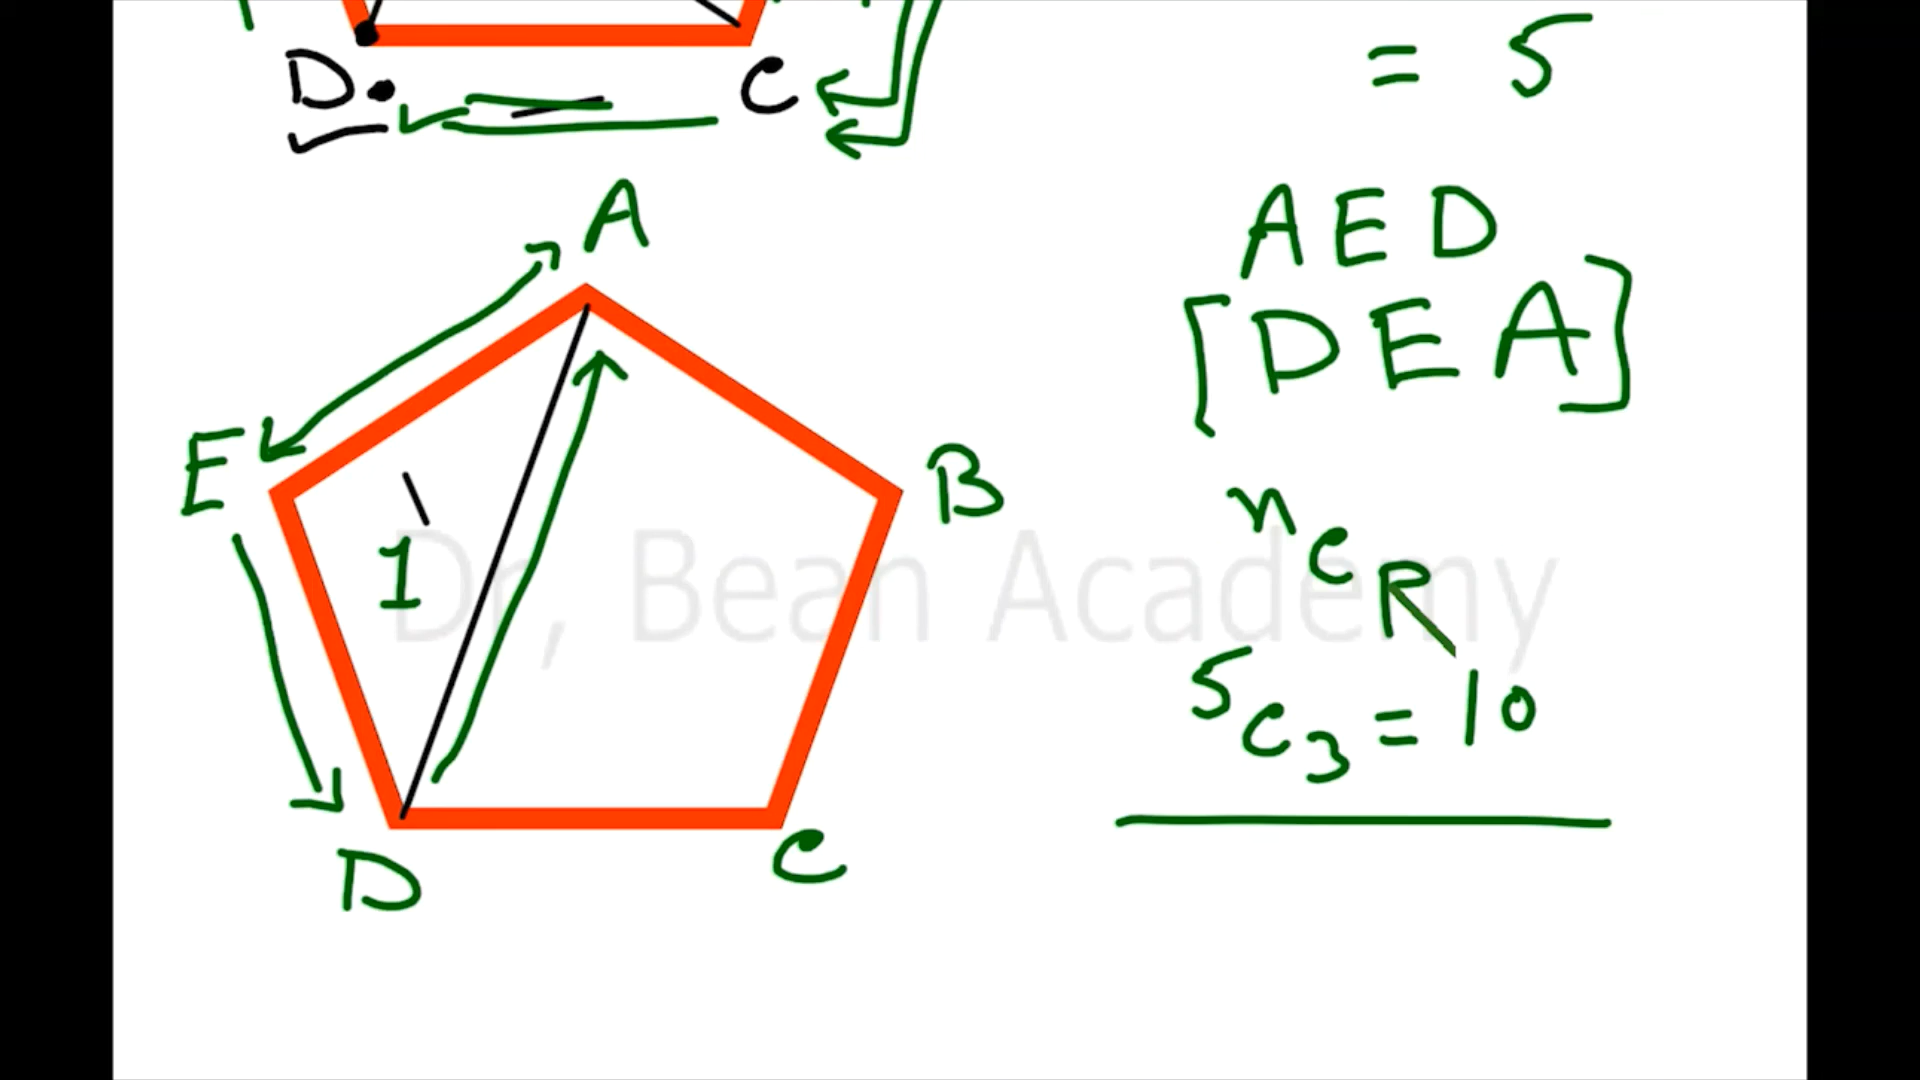 D.
C
= 5
A
E
B
D
C
1
AED
[DEA]
nCR
5C3 = 10
Dr, Bean Academy